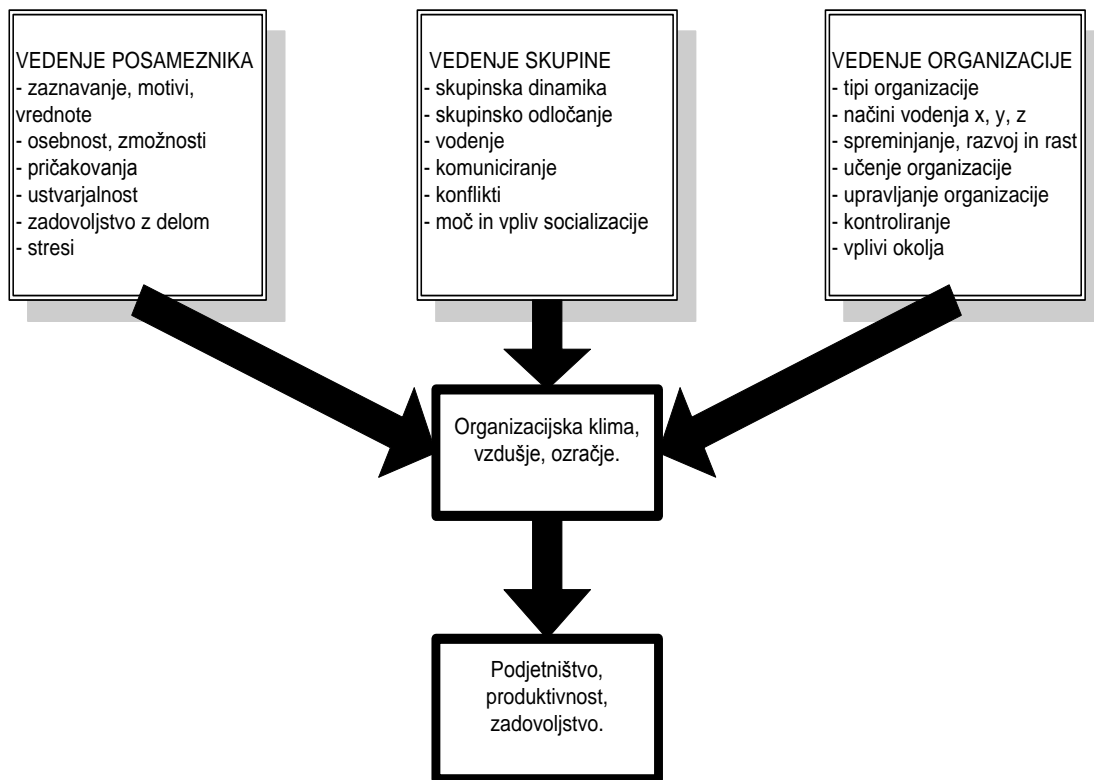 VEDENJE POSAMEZNIKA
- zaznavanje, motivi,
vrednote
- osebnost, zmožnosti
- pričakovanja
- ustvarjalnost
- zadovoljstvo z delom
- stresi
VEDENJE SKUPINE
- skupinska dinamika
- skupinsko odločanje
- vodenje
- komuniciranje
- konflikti
- moč in vpliv socializacije
VEDENJE ORGANIZACIJE
- tipi organizacije
- načini vodenja x, y, z
- spreminjanje, razvoj in rast
- učenje organizacije
- upravljanje organizacije
- kontroliranje
- vplivi okolja
Organizacijska klima,
vzdušje, ozračje.
Podjetništvo,
produktivnost,
zadovoljstvo.